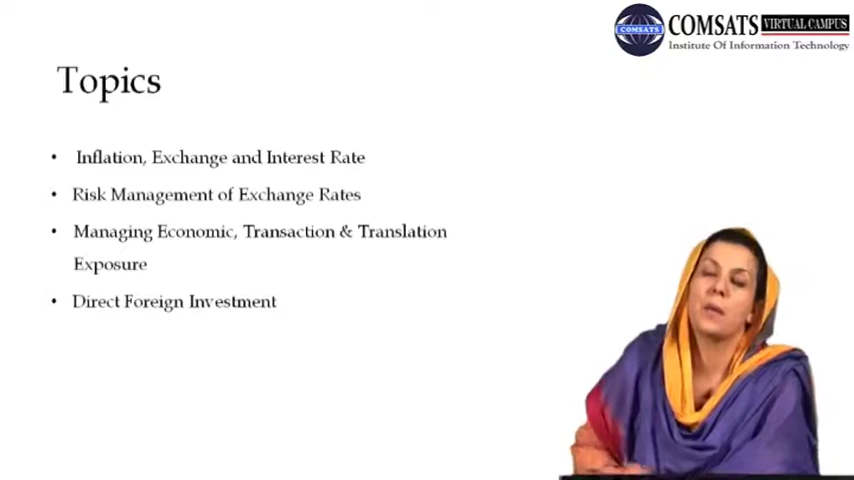 COMSATS VIRTUAL CAMPUS
COMSATS
Institute Of Information Technology
Topics
• Inflation, Exchange and Interest Rate
• Risk Management of Exchange Rates
• Managing Economic, Transaction & Translation
Exposure
• Direct Foreign Investment